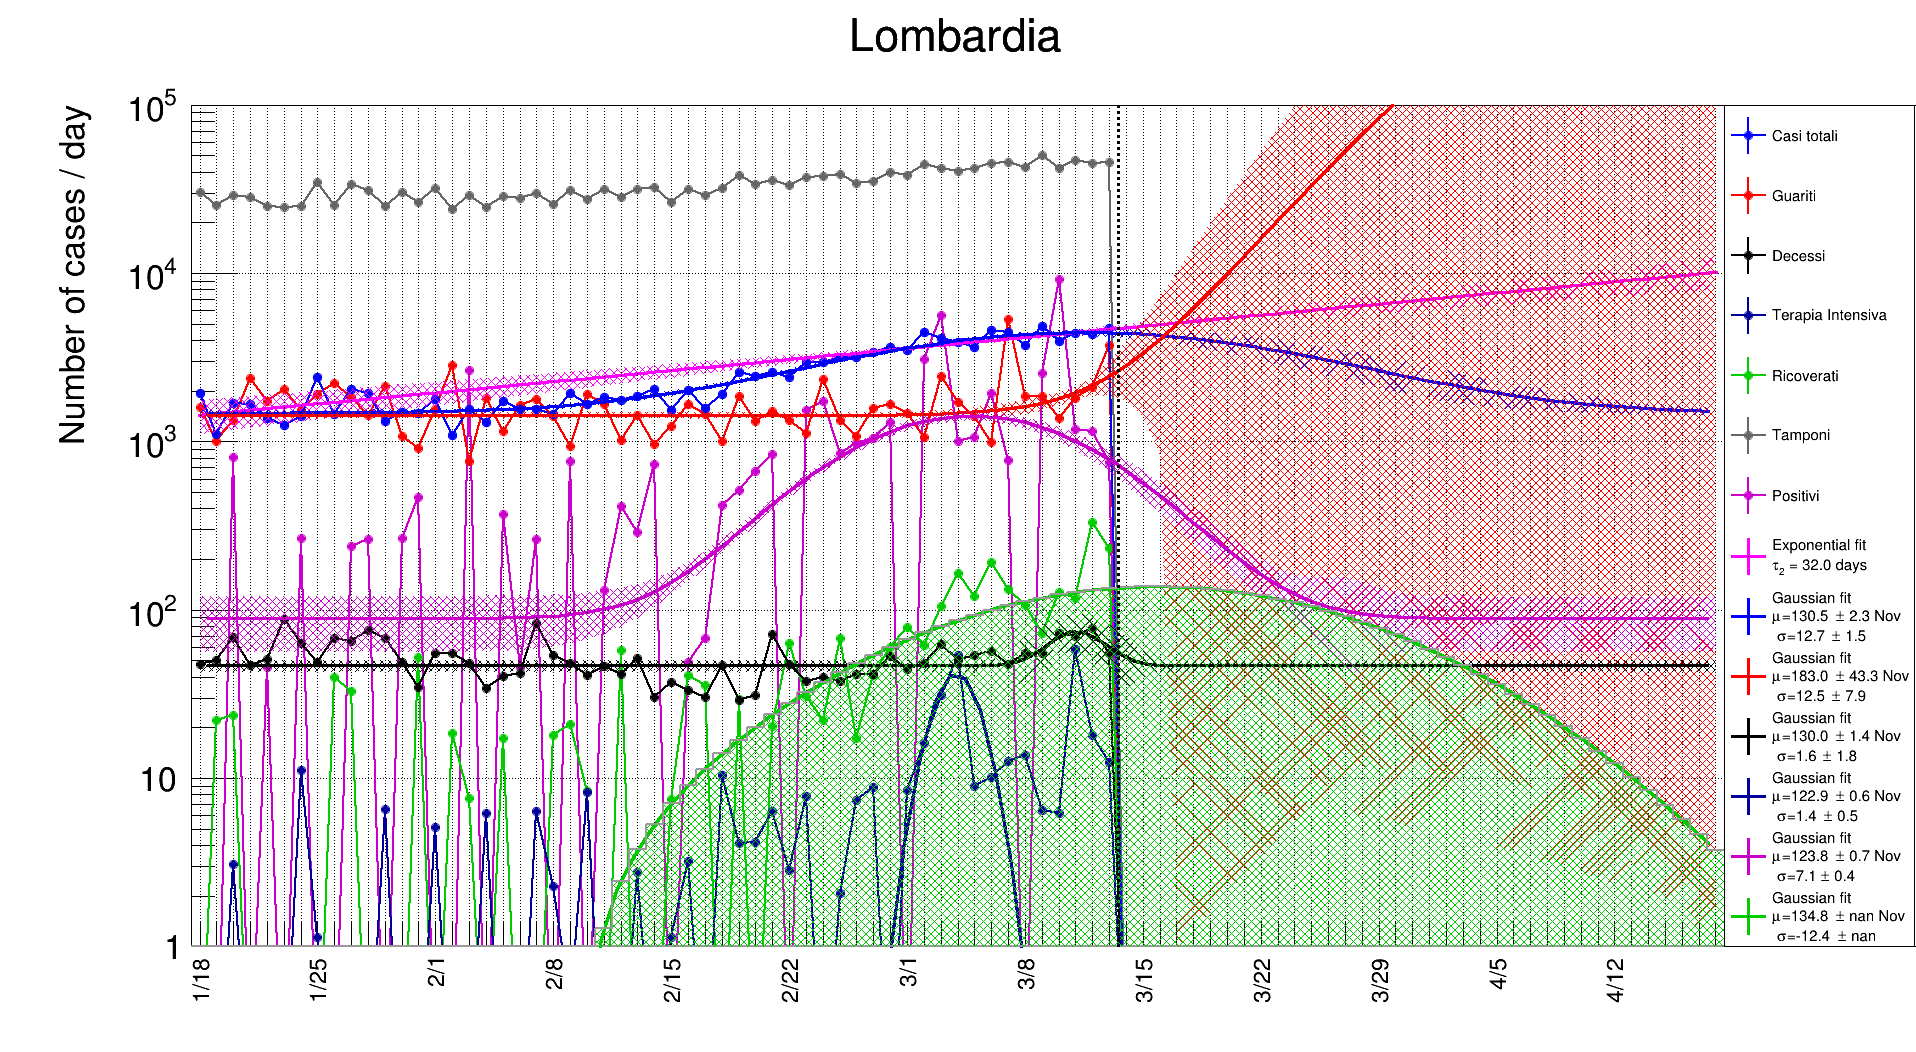 Lombardia
Number of cases / day
10^5
10^4
10^3
10^2
10
1
1/18
1/25
2/1
2/8
2/15
2/22
3/1
3/8
3/15
3/22
3/29
4/5
4/12
Casi totali
Guariti
Decessi
Terapia Intensiva
Ricoverati
Tamponi
Positivi
Exponential fit
τ₂ = 32.0 days
Gaussian fit
μ=130.5 ± 2.3 Nov
σ=12.7 ± 1.5
Gaussian fit
μ=183.0 ± 43.3 Nov
σ=12.5 ± 7.9
Gaussian fit
μ=130.0 ± 1.4 Nov
σ=1.6 ± 1.8
Gaussian fit
μ=122.9 ± 0.6 Nov
σ=1.4 ± 0.5
Gaussian fit
μ=123.8 ± 0.7 Nov
σ=7.1 ± 0.4
Gaussian fit
μ=134.8 ± nan Nov
σ=-12.4 ± nan